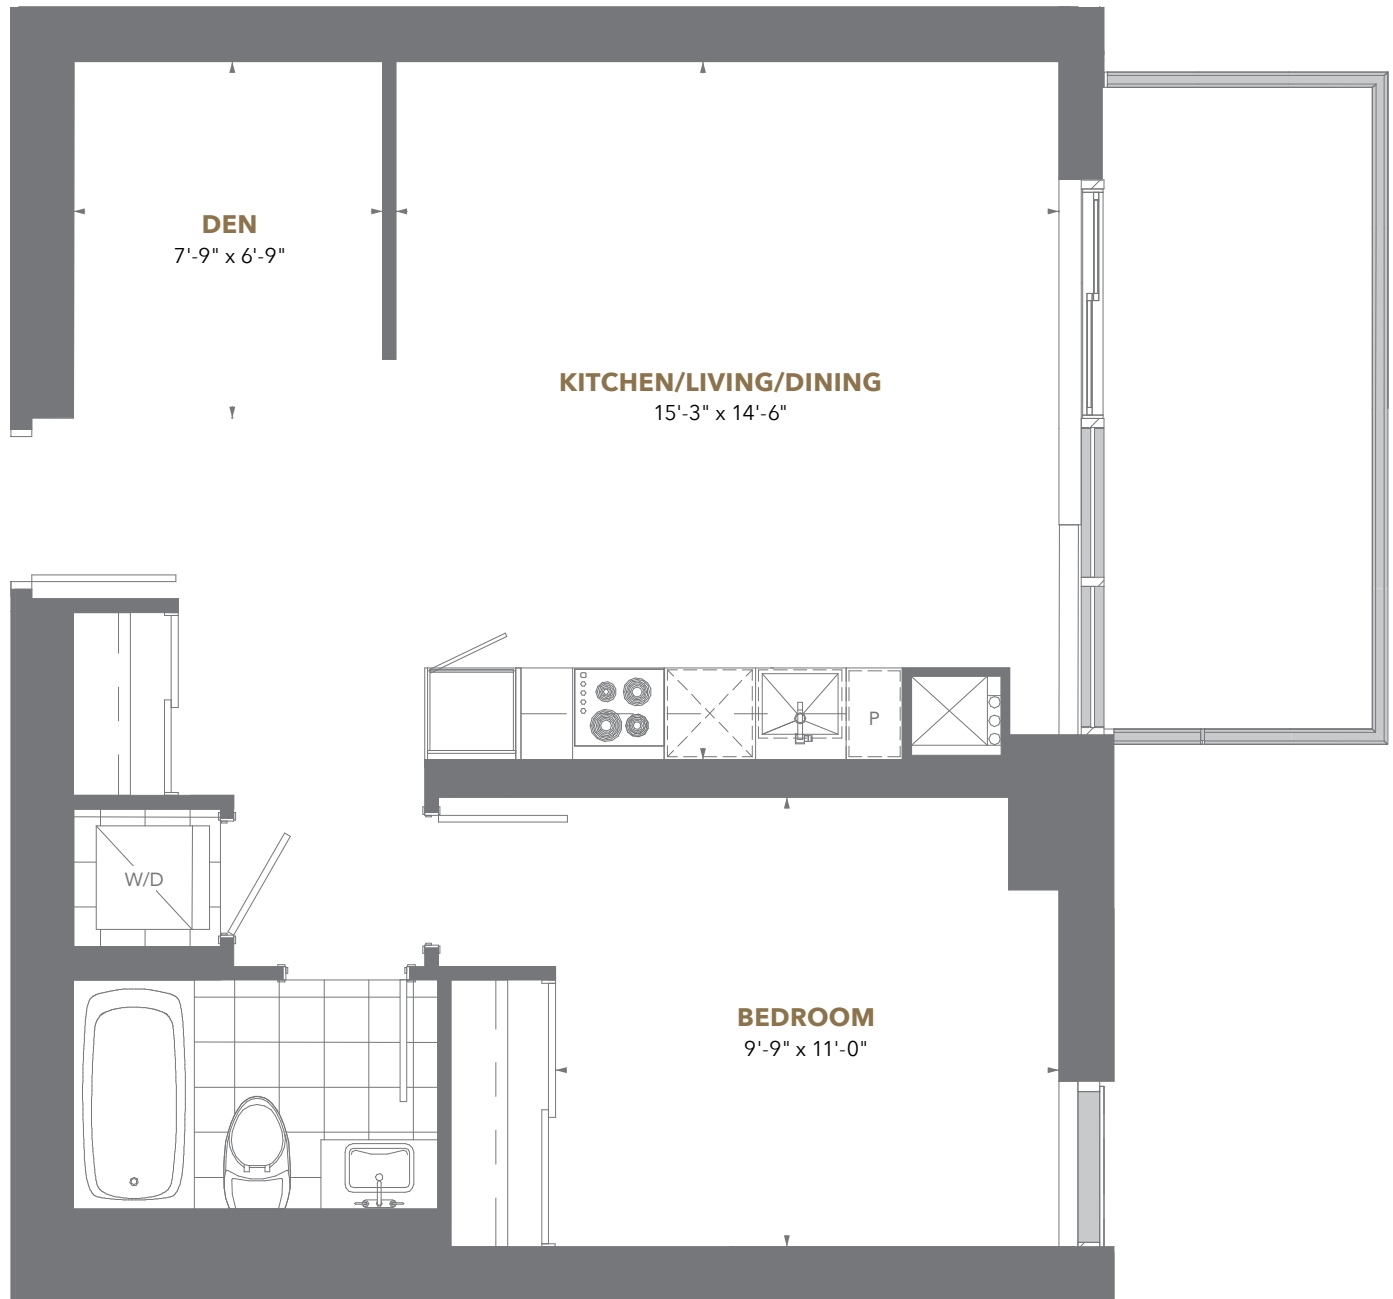 DEN
7'-9" x 6'-9"
KITCHEN/LIVING/DINING
15'-3" x 14'-6"
P
W/D
BEDROOM
9'-9" x 11'-0"